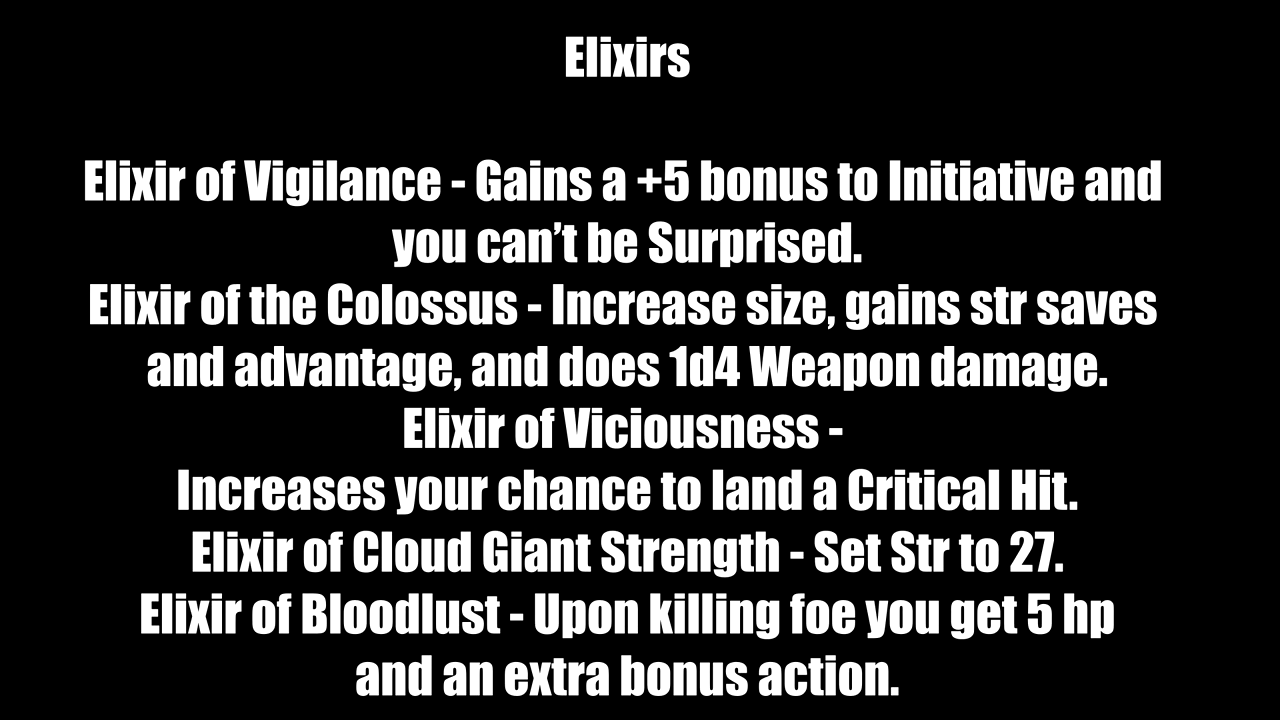 Elixirs
Elixir of Vigilance - Gains a +5 bonus to Initiative and
you can’t be Surprised.
Elixir of the Colossus - Increase size, gains str saves
and advantage, and does 1d4 Weapon damage.
Elixir of Viciousness -
Increases your chance to land a Critical Hit.
Elixir of Cloud Giant Strength - Set Str to 27.
Elixir of Bloodlust - Upon killing foe you get 5 hp
and an extra bonus action.